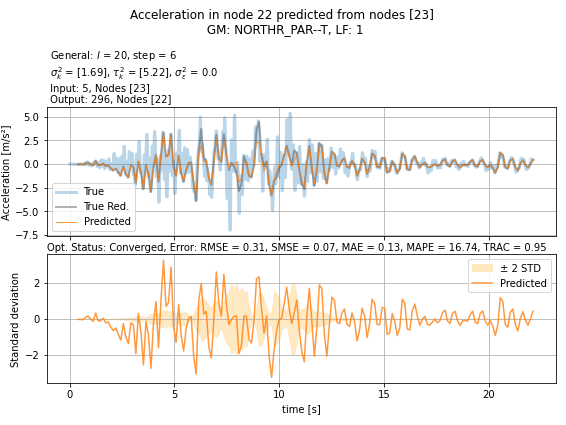 Acceleration in node 22 predicted from nodes [23]
GM: NORTHR_PAR--T, LF: 1
General: l = 20, step = 6
σ²ₖ = [1.69], τ²ₖ = [5.22], σ²ε = 0.0
Input: 5, Nodes [23]
Output: 296, Nodes [22]
Acceleration [m/s²]
5.0
2.5
0.0
−2.5
−5.0
−7.5
True
True Red.
Predicted
Opt. Status: Converged, Error: RMSE = 0.31, SMSE = 0.07, MAE = 0.13, MAPE = 16.74, TRAC = 0.95
Standard deviation
2
0
−2
± 2 STD
Predicted
0 5 10 15 20
time [s]